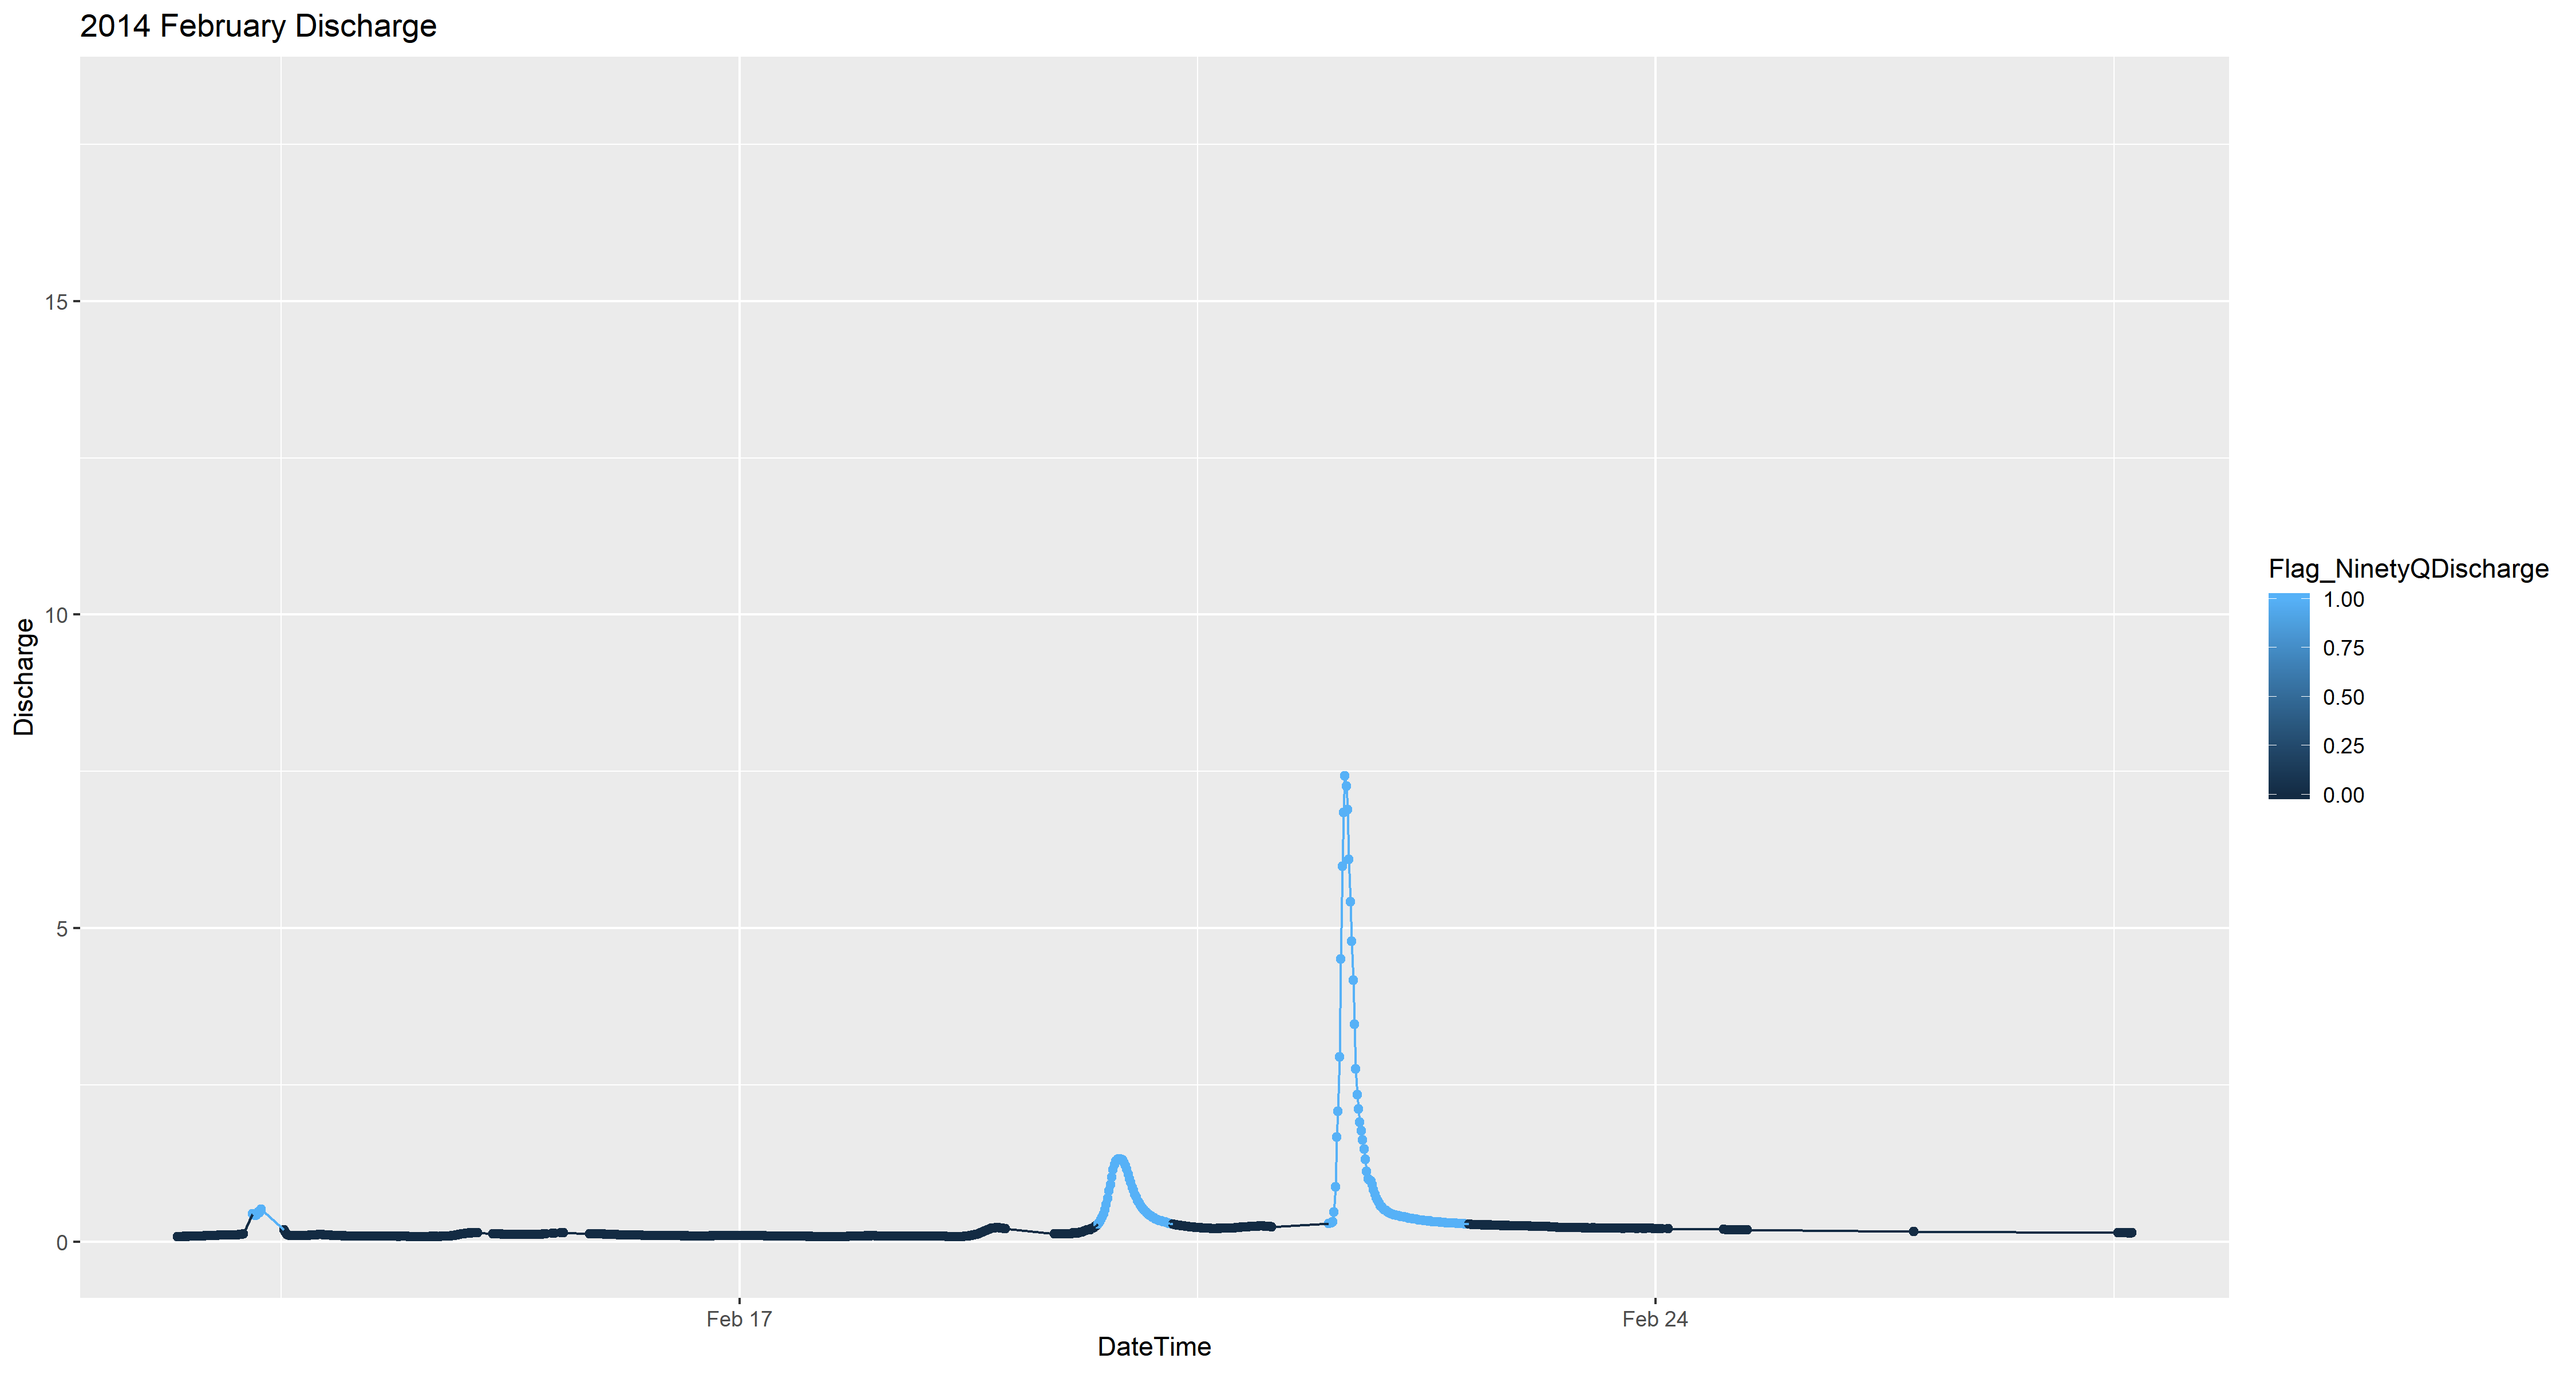 2014 February Discharge
15
10
5
0
Discharge
Feb 17
Feb 24
DateTime
Flag_NinetyQDischarge
1.00
0.75
0.50
0.25
0.00